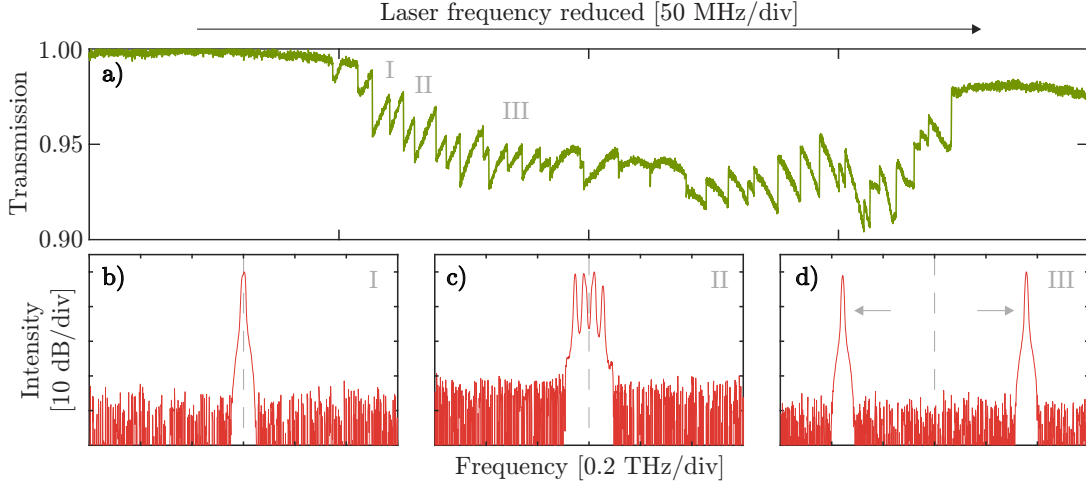 Laser frequency reduced [50 MHz/div]
Transmission
1.00
0.95
0.90
a)
I
II
III
Intensity
[10 dB/div]
b)
I
c)
II
d)
III
Frequency [0.2 THz/div]